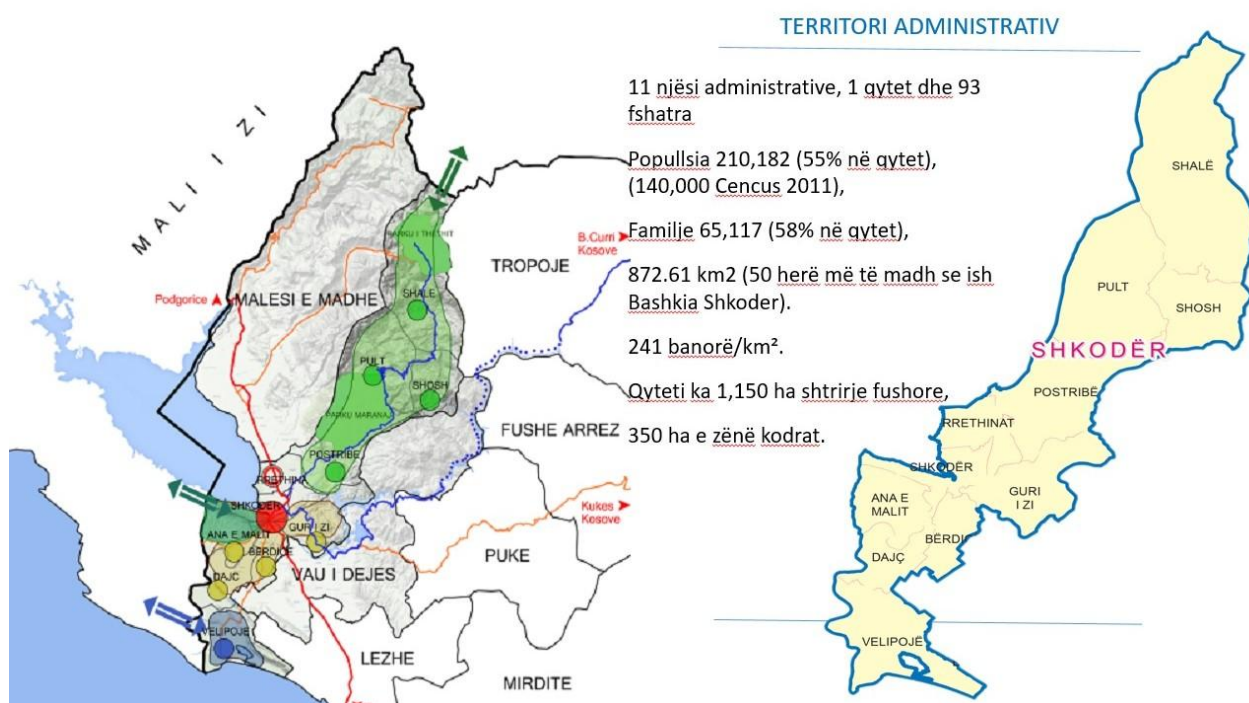 TERRITORI ADMINISTRATIV
11 njësi administrative, 1 qytet dhe 93
fshatra
Popullsia 210,182 (55% në qytet),
(140,000 Cencus 2011),
Familje 65,117 (58% në qytet),
872.61 km2 (50 herë më të madh se ish
Bashkia Shkoder).
241 banorë/km².
Qyteti ka 1,150 ha shtrirje fushore,
350 ha e zënë kodrat.
MALI I ZI
Podgorice
MALESI E MADHE
B.Curri
Kosove
TROPOJE
SHALE
PULT
SHOSH
PARKU MARANAJ
POSTRIBE
FUSHE ARREZ
RRETHINA
SHKODER
GURI I ZI
Kukes
Kosove
ANA E MALIT
BERDICE
DAJC
VAU I DEJES
PUKE
VELIPOJE
LEZHE
MIRDITE
SHALË
PULT
SHOSH
SHKODËR
POSTRIBË
RRETHINAT
SHKODËR
GURI
I ZI
ANA E
MALIT
BËRDI
DAJÇ
VELIPOJË